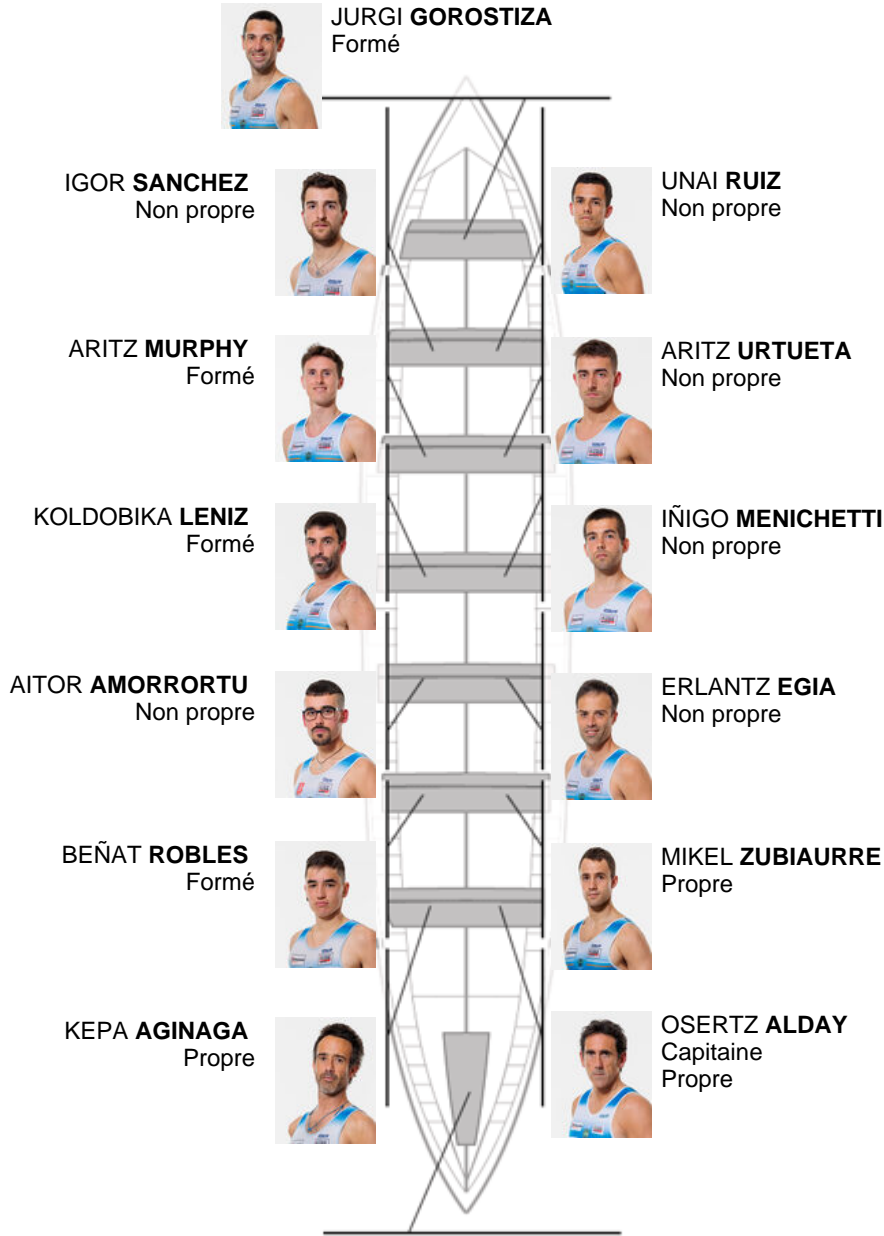 JURGI GOROSTIZA
Formé
IGOR SANCHEZ
Non propre
UNAI RUIZ
Non propre
ARITZ MURPHY
Formé
ARITZ URTUETA
Non propre
KOLDOBIKA LENIZ
Formé
IÑIGO MENICHETTI
Non propre
AITOR AMORRORTU
Non propre
ERLANTZ EGIA
Non propre
BEÑAT ROBLES
Formé
MIKEL ZUBIAURRE
Propre
KEPA AGINAGA
Propre
OSERTZ ALDAY
Capitaine
Propre